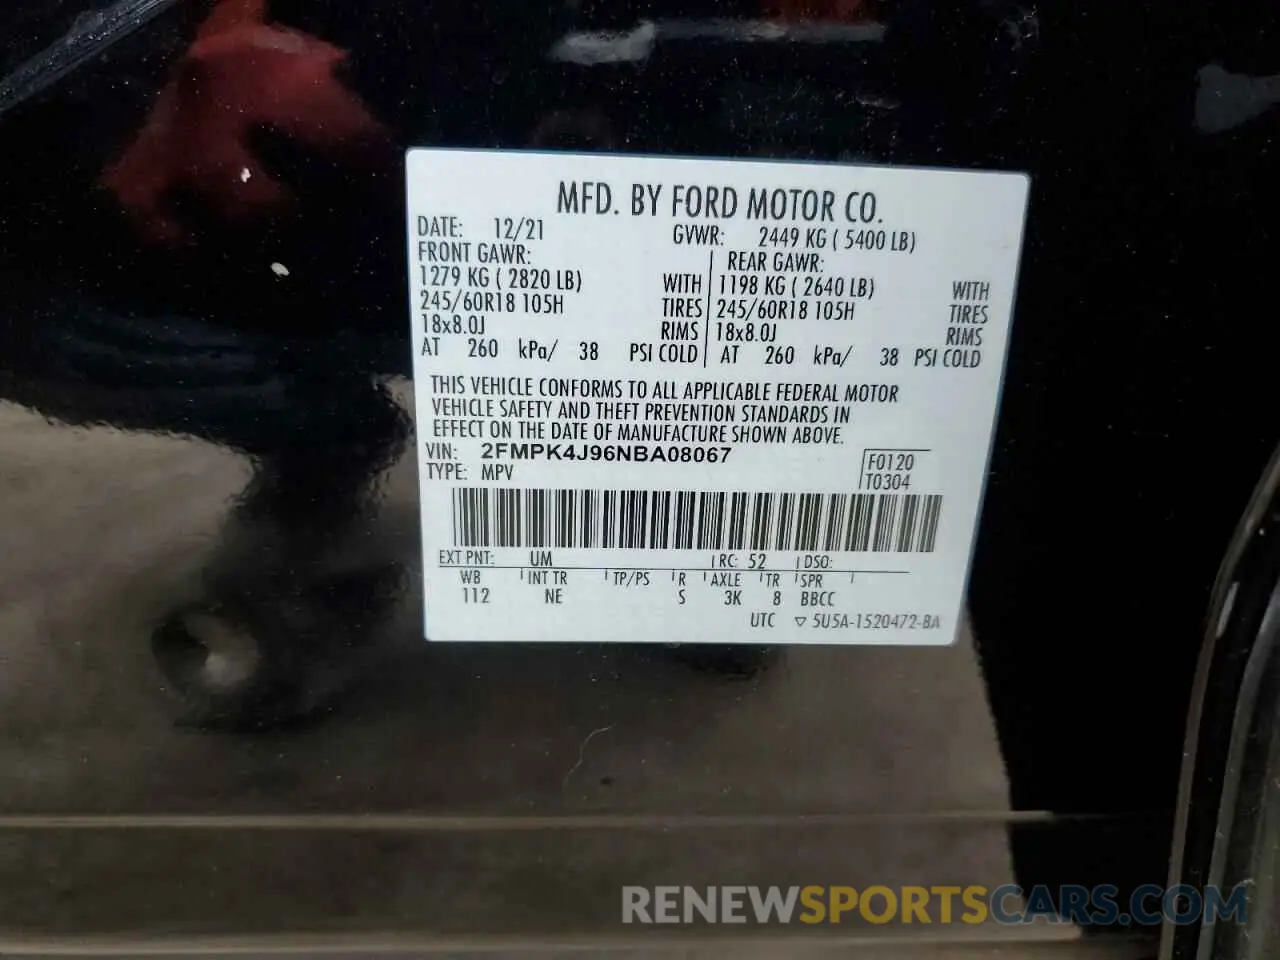 MFD. BY FORD MOTOR CO.
DATE: 12/21 GVWR: 2449 KG ( 5400 LB)
FRONT GAWR: REAR GAWR:
1279 KG ( 2820 LB) WITH 1198 KG ( 2640 LB) WITH
245/60R18 105H TIRES 245/60R18 105H TIRES
18x8.0J RIMS 18x8.0J RIMS
AT 260 kPa/ 38 PSI COLD AT 260 kPa/ 38 PSI COLD
THIS VEHICLE CONFORMS TO ALL APPLICABLE FEDERAL MOTOR
VEHICLE SAFETY AND THEFT PREVENTION STANDARDS IN
EFFECT ON THE DATE OF MANUFACTURE SHOWN ABOVE.
VIN: 2FMPK4J96NBA08067 F0120
TYPE: MPV T0304
EXT PNT: UM RC: 52 DSO:
WB INT TR TP/PS R AXLE TR SPR
112 NE S 3K 8 BBCC
UTC ▽ 5U5A-1520472-BA
RENEWSPORTSCARS.COM